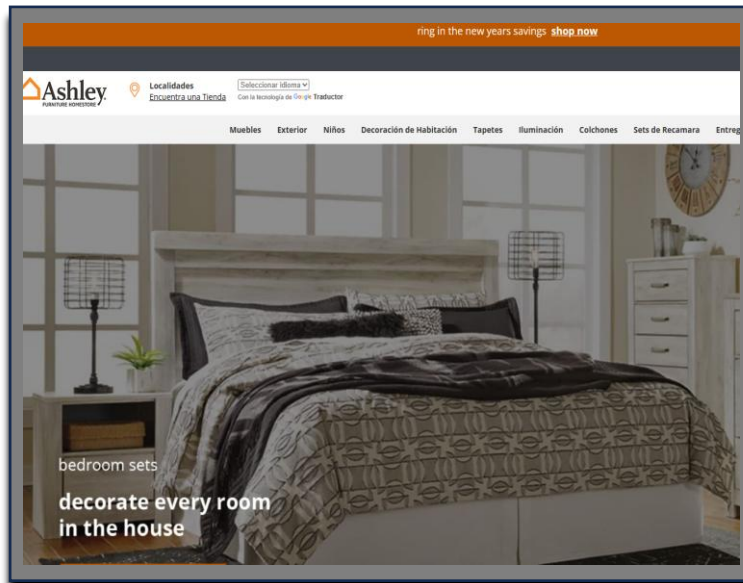 ring in the new years savings shop now
Ashley
FURNITURE HOMESTORE
Localidades
Encuentra una Tienda
Seleccionar idioma
Con la tecnología de Google Traductor
Muebles Exterior Niños Decoración de Habitación Tapetes Iluminación Colchones Sets de Recamara Entreg
bedroom sets
decorate every room
in the house